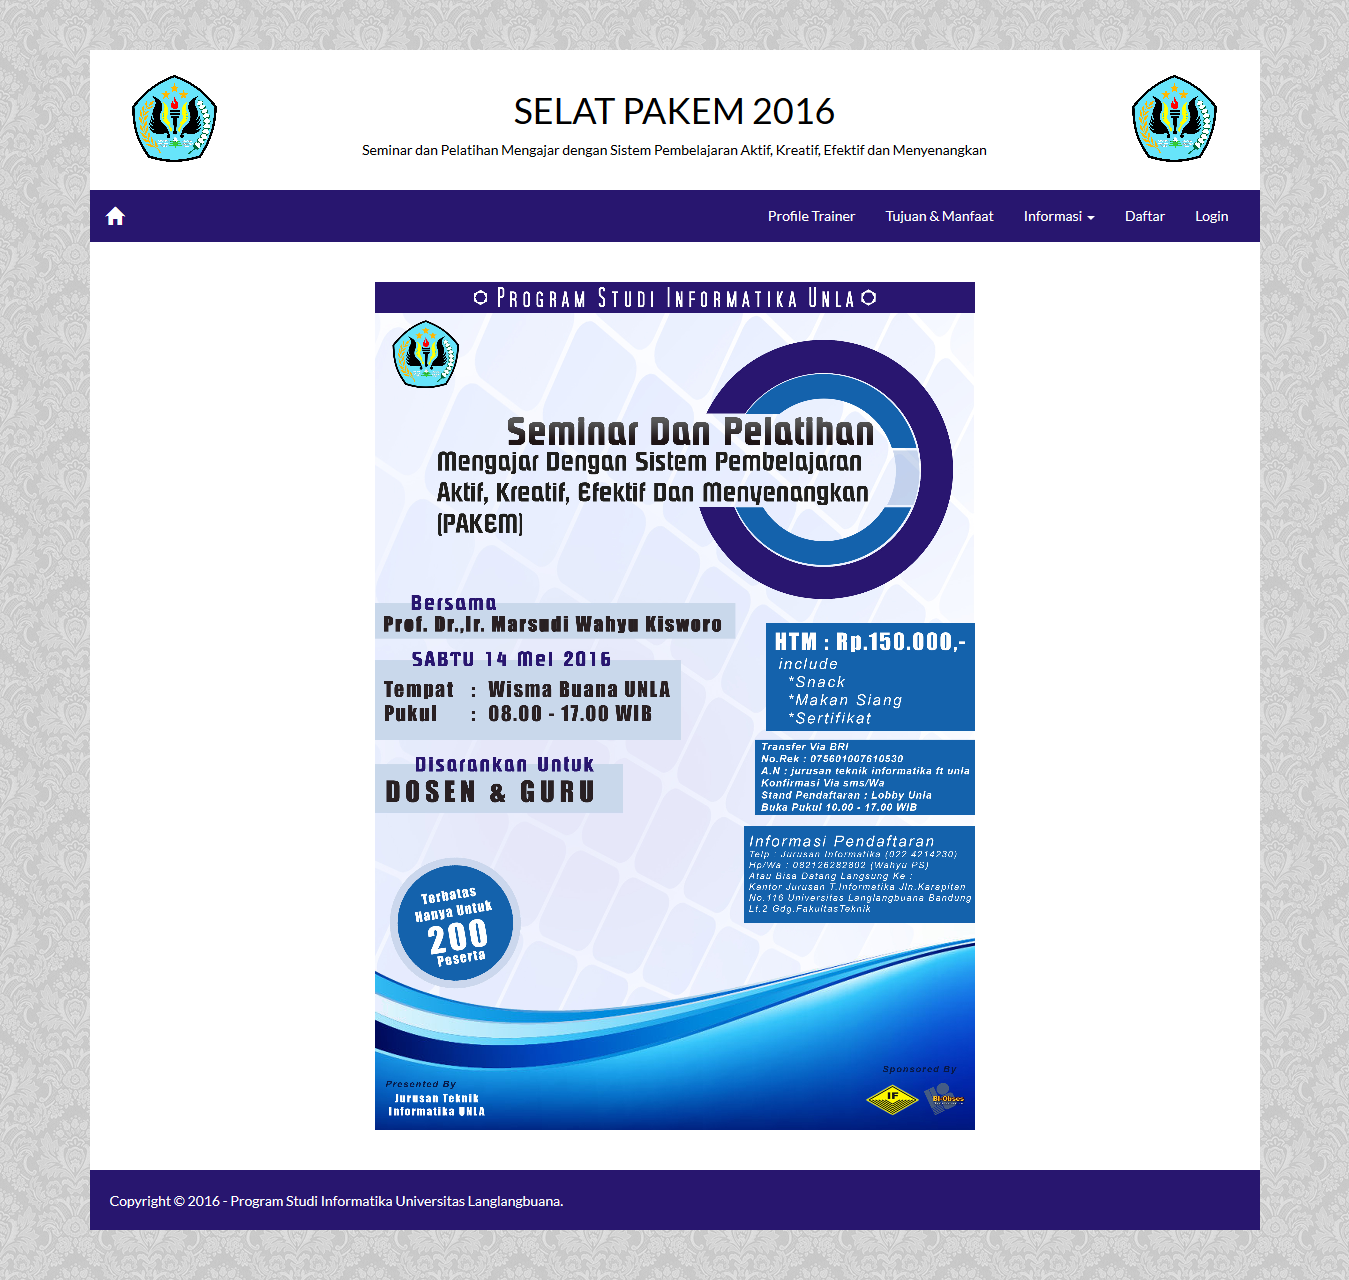 SELAT PAKEM 2016
Seminar dan Pelatihan Mengajar dengan Sistem Pembelajaran Aktif, Kreatif, Efektif dan Menyenangkan
Profile Trainer
Tujuan & Manfaat
Informasi
Daftar
Login
Program Studi Informatika Unla
Seminar Dan Pelatihan
Mengajar Dengan Sistem Pembelajaran
Aktif, Kreatif, Efektif Dan Menyenangkan
(PAKEM)
Bersama
Prof. Dr.,Ir. Marsudi Wahyu Kisworo
SABTU 14 Mei 2016
Tempat : Wisma Buana UNLA
Pukul : 08.00 - 17.00 WIB
Disarankan Untuk
DOSEN & GURU
HTM : Rp.150.000,-
include
*Snack
*Makan Siang
*Sertifikat
Transfer Via BRI
No.Rek : 075601007610530
A.N : jurusan teknik informatika ft unla
Konfirmasi Via sms/Wa
Stand Pendaftaran : Lobby Unla
Buka Pukul 10.00 - 17.00 WIB
Informasi Pendaftaran
Telp : Jurusan Informatika (022 4214230)
Hp/Wa : 082126282802 (Wahyu PS)
Atau Bisa Datang Langsung Ke :
Kantor Jurusan T.Informatika Jln.Karapitan
No.116 Universitas Langlangbuana Bandung
Lt.2 Gdg.FakultasTeknik
Terbatas
Hanya Untuk
200
Peserta
Presented By
Jurusan Teknik
Informatika UNLA
Sponsored By
IF
BI-Obses
Copyright © 2016 - Program Studi Informatika Universitas Langlangbuana.